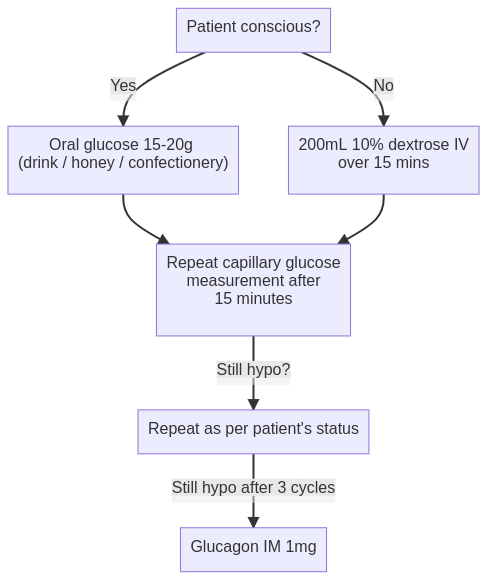 Patient conscious?
Yes
No
Oral glucose 15-20g
(drink / honey / confectionery)
200mL 10% dextrose IV
over 15 mins
Repeat capillary glucose
measurement after
15 minutes
Still hypo?
Repeat as per patient's status
Still hypo after 3 cycles
Glucagon IM 1mg